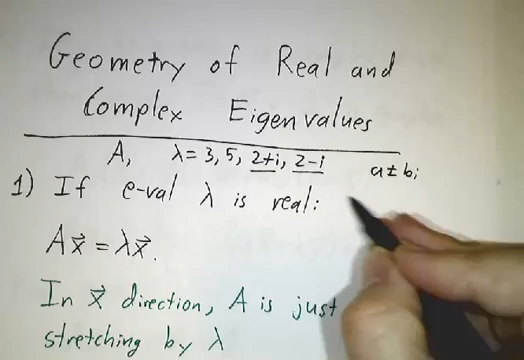 Geometry of Real and
Complex Eigenvalues
A, λ = 3, 5, 2+i, 2-i a±bi
1) If e-val λ is real:
Ax⃗ = λx⃗.
In x⃗ direction, A is just
stretching by λ